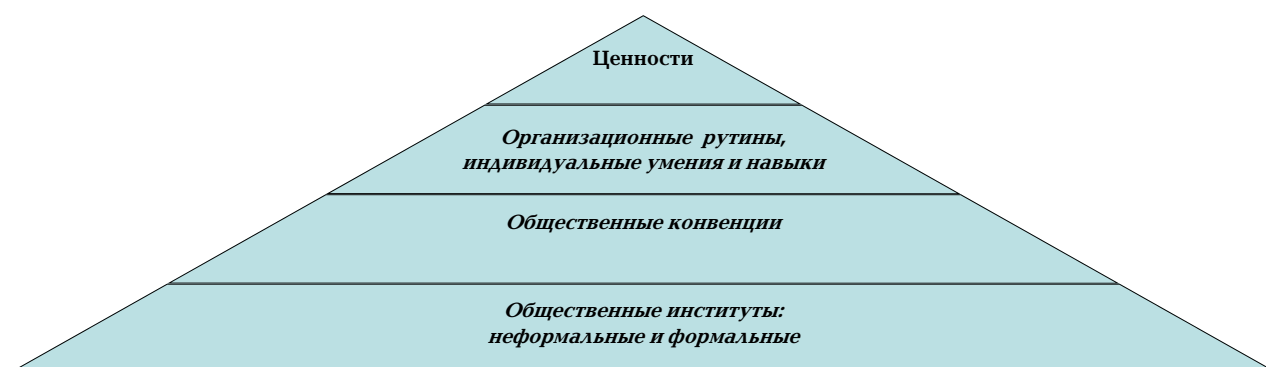 Ценности
Организационные рутины,
индивидуальные умения и навыки
Общественные конвенции
Общественные институты:
неформальные и формальные